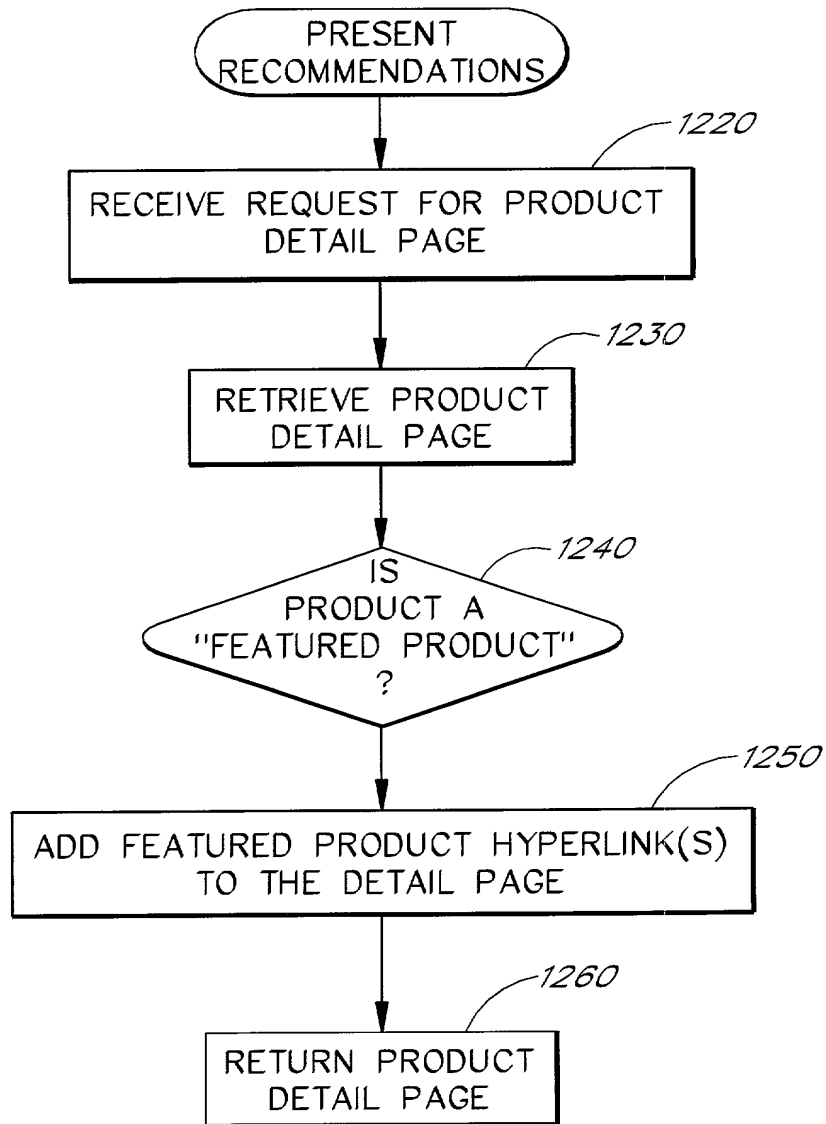 PRESENT
RECOMMENDATIONS
1220
RECEIVE REQUEST FOR PRODUCT
DETAIL PAGE
1230
RETRIEVE PRODUCT
DETAIL PAGE
1240
IS
PRODUCT A
"FEATURED PRODUCT"
?
1250
ADD FEATURED PRODUCT HYPERLINK(S)
TO THE DETAIL PAGE
1260
RETURN PRODUCT
DETAIL PAGE